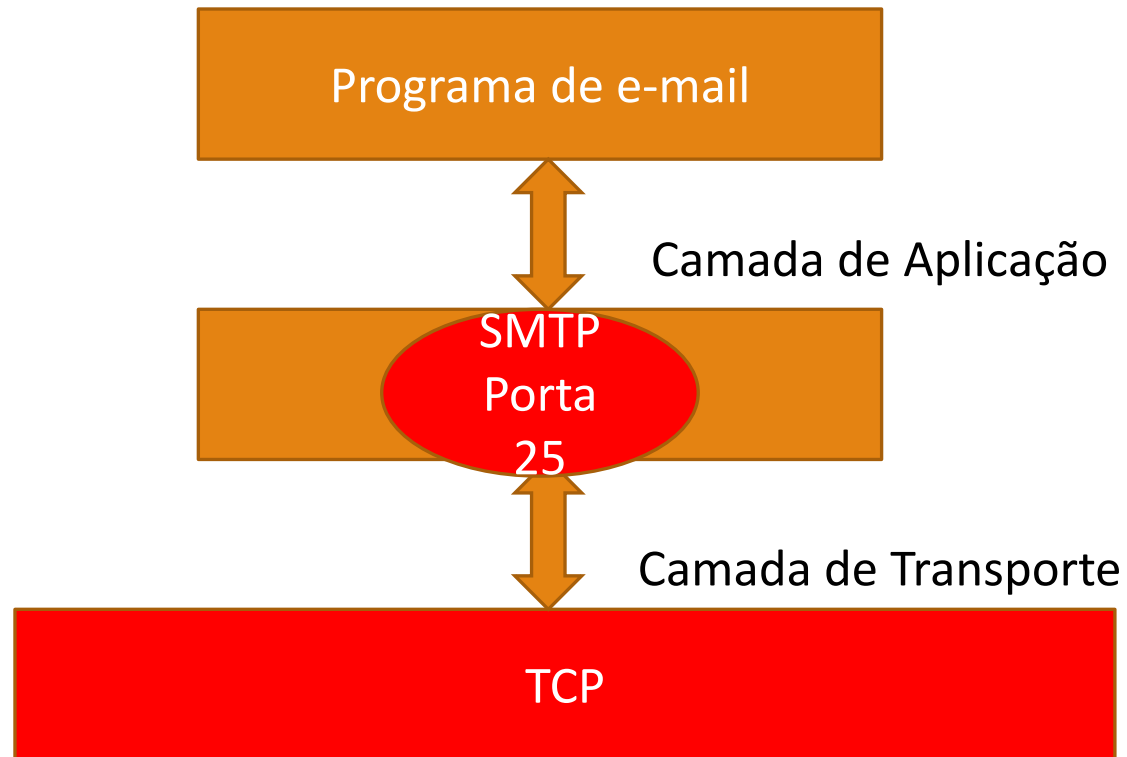 Programa de e-mail
Camada de Aplicação
SMTP
Porta
25
Camada de Transporte
TCP